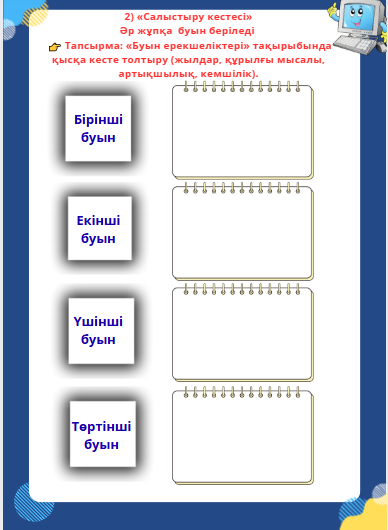 2) «Салыстыру кестесі»
Әр жұпқа буын беріледі
👉 Тапсырма: «Буын ерекшеліктері» тақырыбында
қысқа кесте толтыру (жылдар, құрылғы мысалы,
артықшылық, кемшілік).
Бірінші
буын
Екінші
буын
Үшінші
буын
Төртінші
буын